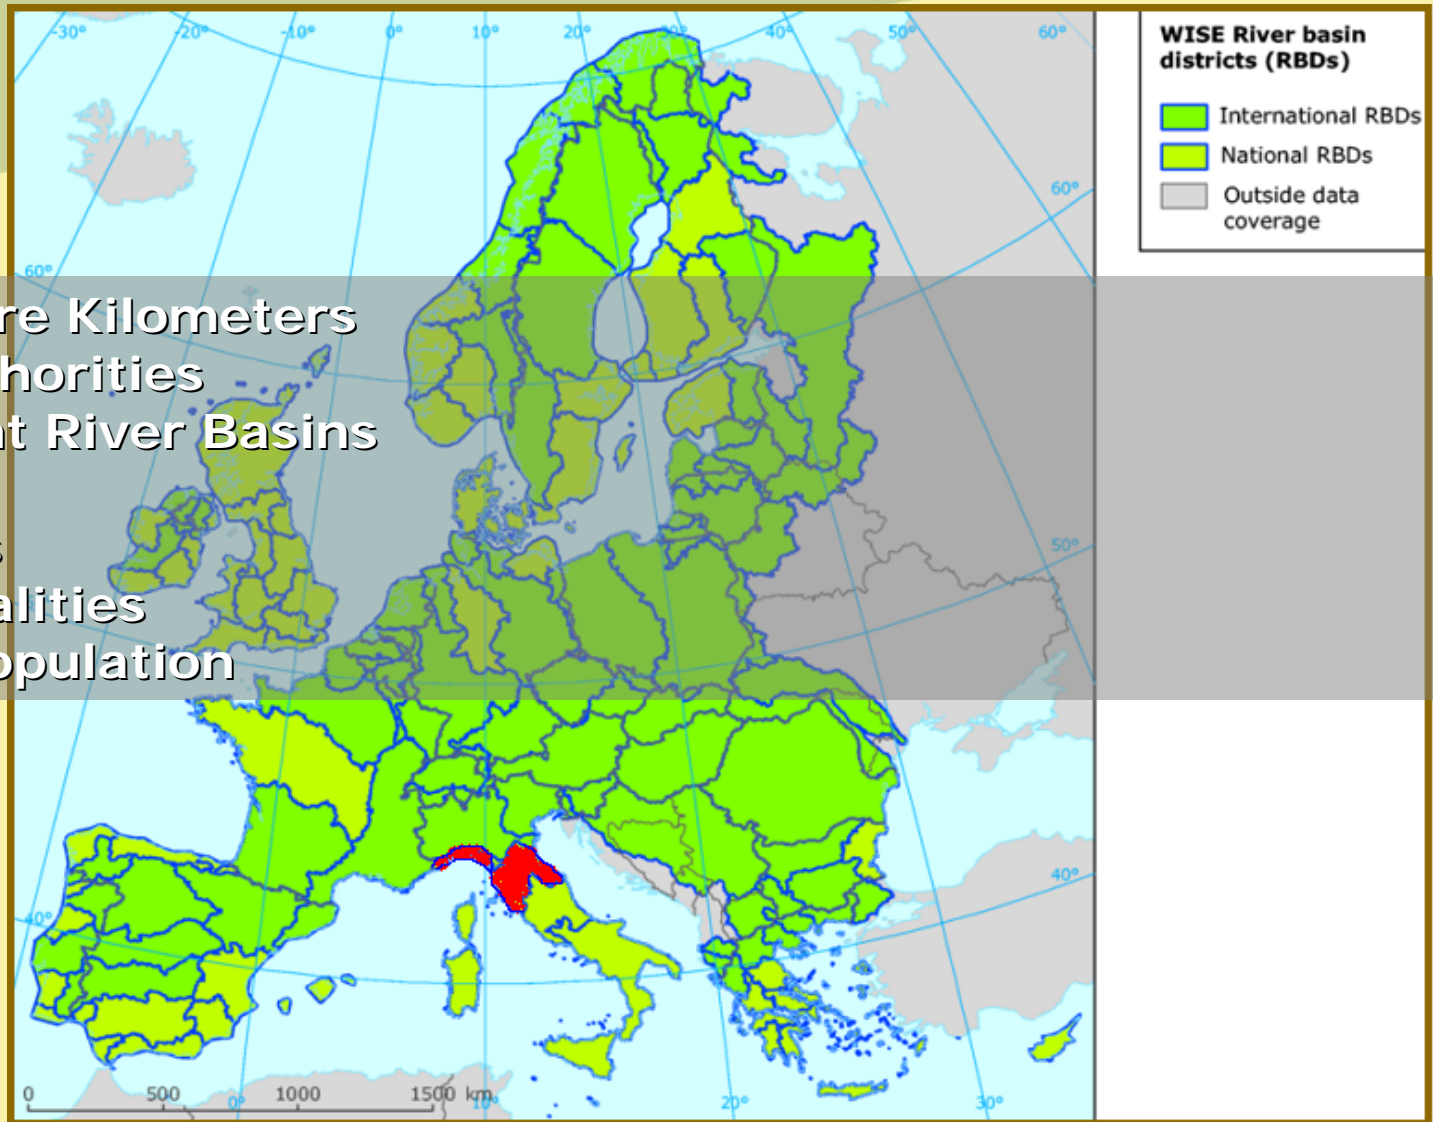 -30°
-20°
-10°
0°
10°
20°
30°
40°
50°
60°
WISE River basin
districts (RBDs)
International RBDs
National RBDs
Outside data
coverage
60°
60°
re Kilometers
horities
t River Basins
s
50°
alities
opulation
40°
40°
0 500 1000 1500 km
0°
10°
20°
30°